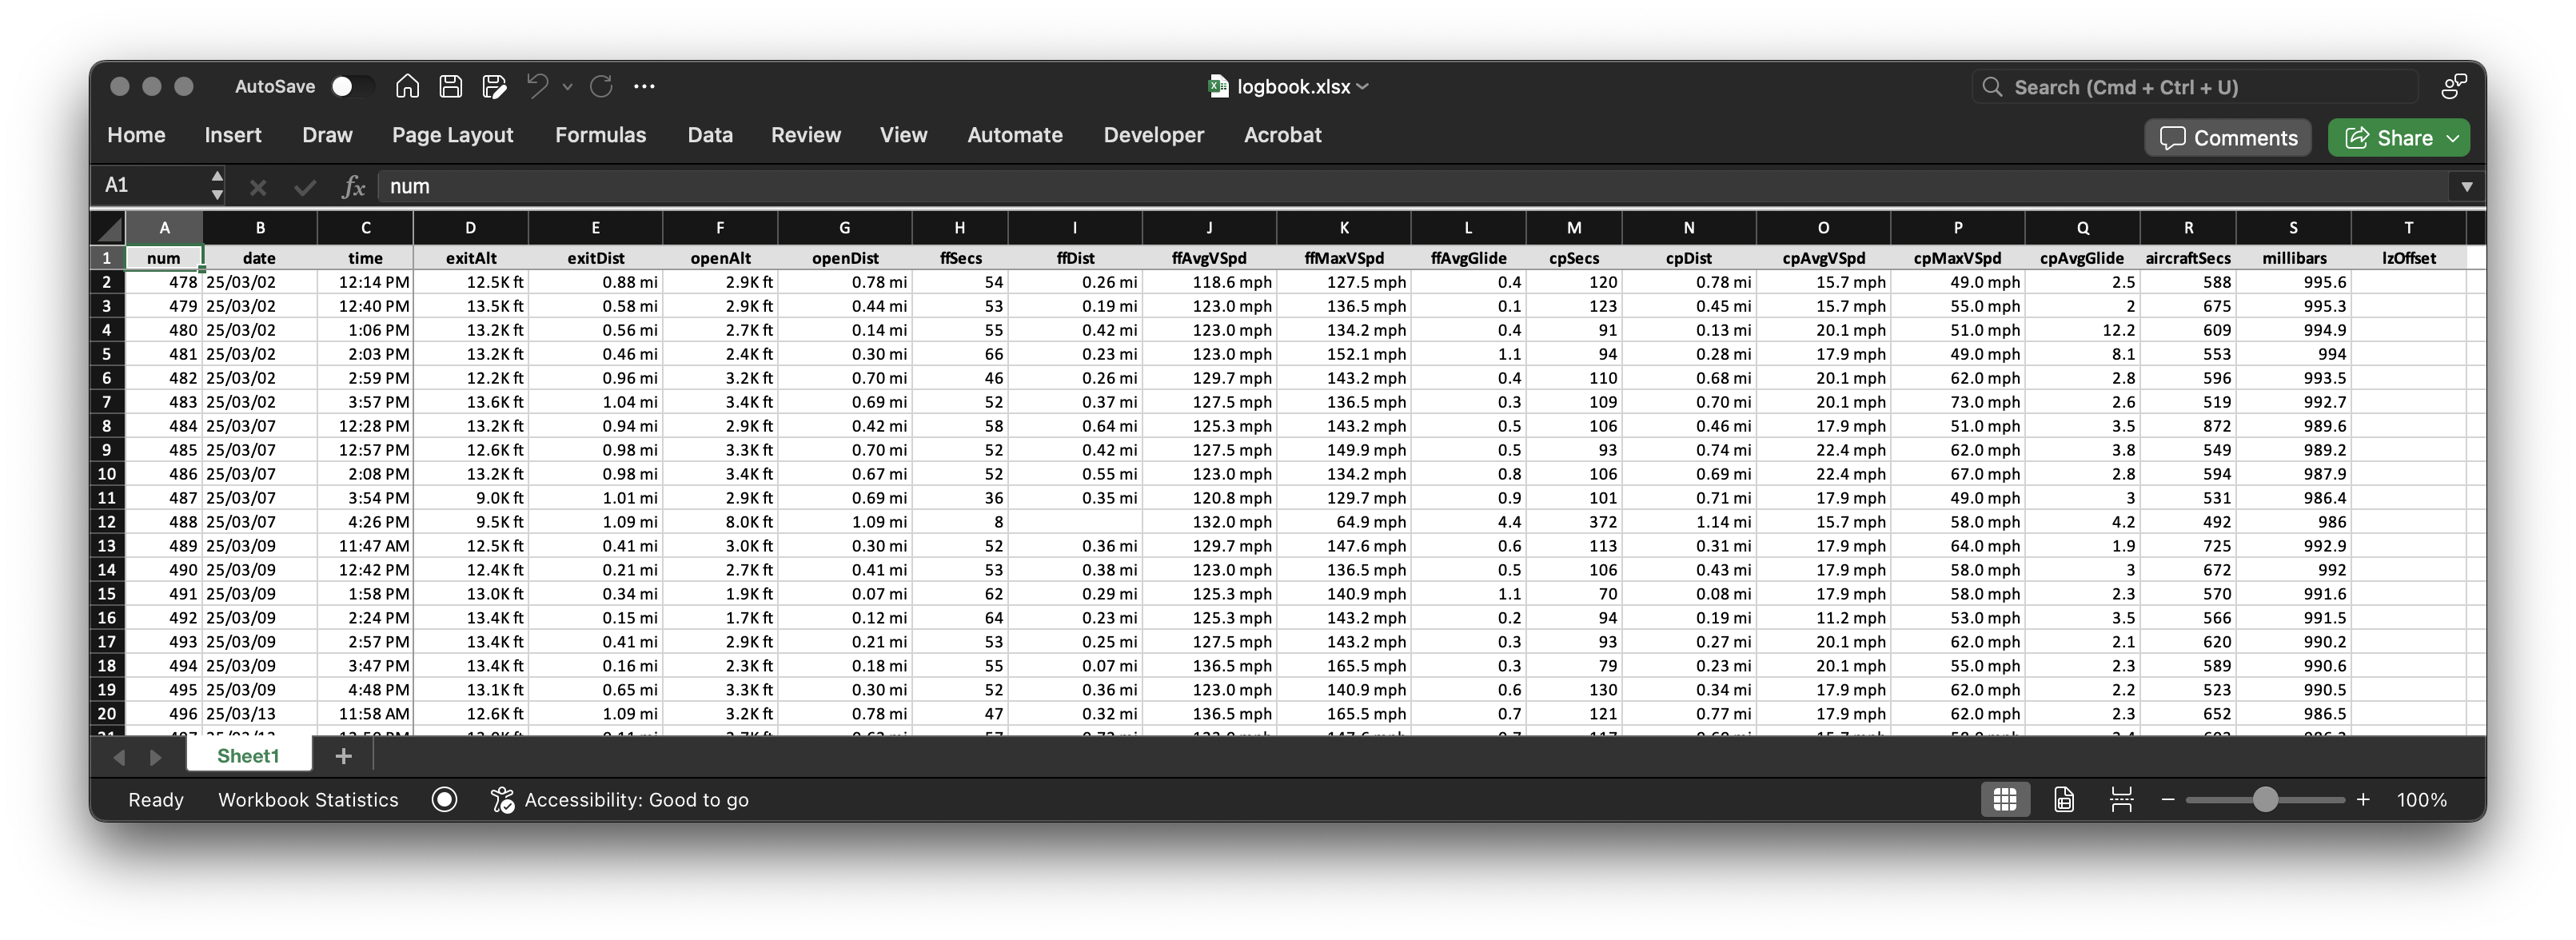 AutoSave logbook.xlsx Search (Cmd + Ctrl + U)
Home Insert Draw Page Layout Formulas Data Review View Automate Developer Acrobat Comments Share
A1 fx num
A B C D E F G H I J K L M N O P Q R S T
1 num date time exitAlt exitDist openAlt openDist ffSecs ffDist ffAvgVSpd ffMaxVSpd ffAvgGlide cpSecs cpDist cpAvgVSpd cpMaxVSpd cpAvgGlide aircraftSecs millibars lzOffset
2 478 25/03/02 12:14 PM 12.5K ft 0.88 mi 2.9K ft 0.78 mi 54 0.26 mi 118.6 mph 127.5 mph 0.4 120 0.78 mi 15.7 mph 49.0 mph 2.5 588 995.6
3 479 25/03/02 12:40 PM 13.5K ft 0.58 mi 2.9K ft 0.44 mi 53 0.19 mi 123.0 mph 136.5 mph 0.1 123 0.45 mi 15.7 mph 55.0 mph 2 675 995.3
4 480 25/03/02 1:06 PM 13.2K ft 0.56 mi 2.7K ft 0.14 mi 55 0.42 mi 123.0 mph 134.2 mph 0.4 91 0.13 mi 20.1 mph 51.0 mph 12.2 609 994.9
5 481 25/03/02 2:03 PM 13.2K ft 0.46 mi 2.4K ft 0.30 mi 66 0.23 mi 123.0 mph 152.1 mph 1.1 94 0.28 mi 17.9 mph 49.0 mph 8.1 553 994
6 482 25/03/02 2:59 PM 12.2K ft 0.96 mi 3.2K ft 0.70 mi 46 0.26 mi 129.7 mph 143.2 mph 0.4 110 0.68 mi 20.1 mph 62.0 mph 2.8 596 993.5
7 483 25/03/02 3:57 PM 13.6K ft 1.04 mi 3.4K ft 0.69 mi 52 0.37 mi 127.5 mph 136.5 mph 0.3 109 0.70 mi 20.1 mph 73.0 mph 2.6 519 992.7
8 484 25/03/07 12:28 PM 13.2K ft 0.94 mi 2.9K ft 0.42 mi 58 0.64 mi 125.3 mph 143.2 mph 0.5 106 0.46 mi 17.9 mph 51.0 mph 3.5 872 989.6
9 485 25/03/07 12:57 PM 12.6K ft 0.98 mi 3.3K ft 0.70 mi 52 0.42 mi 127.5 mph 149.9 mph 0.5 93 0.74 mi 22.4 mph 62.0 mph 3.8 549 989.2
10 486 25/03/07 2:08 PM 13.2K ft 0.98 mi 3.4K ft 0.67 mi 52 0.55 mi 123.0 mph 134.2 mph 0.8 106 0.69 mi 22.4 mph 67.0 mph 2.8 594 987.9
11 487 25/03/07 3:54 PM 9.0K ft 1.01 mi 2.9K ft 0.69 mi 36 0.35 mi 120.8 mph 129.7 mph 0.9 101 0.71 mi 17.9 mph 49.0 mph 3 531 986.4
12 488 25/03/07 4:26 PM 9.5K ft 1.09 mi 8.0K ft 1.09 mi 8 132.0 mph 64.9 mph 4.4 372 1.14 mi 15.7 mph 58.0 mph 4.2 492 986
13 489 25/03/09 11:47 AM 12.5K ft 0.41 mi 3.0K ft 0.30 mi 52 0.36 mi 129.7 mph 147.6 mph 0.6 113 0.31 mi 17.9 mph 64.0 mph 1.9 725 992.9
14 490 25/03/09 12:42 PM 12.4K ft 0.21 mi 2.7K ft 0.41 mi 53 0.38 mi 123.0 mph 136.5 mph 0.5 106 0.43 mi 17.9 mph 58.0 mph 3 672 992
15 491 25/03/09 1:58 PM 13.0K ft 0.34 mi 1.9K ft 0.07 mi 62 0.29 mi 125.3 mph 140.9 mph 1.1 70 0.08 mi 17.9 mph 58.0 mph 2.3 570 991.6
16 492 25/03/09 2:24 PM 13.4K ft 0.15 mi 1.7K ft 0.12 mi 64 0.23 mi 125.3 mph 143.2 mph 0.2 94 0.19 mi 11.2 mph 53.0 mph 3.5 566 991.5
17 493 25/03/09 2:57 PM 13.4K ft 0.41 mi 2.9K ft 0.21 mi 53 0.25 mi 127.5 mph 143.2 mph 0.3 93 0.27 mi 20.1 mph 62.0 mph 2.1 620 990.2
18 494 25/03/09 3:47 PM 13.4K ft 0.16 mi 2.3K ft 0.18 mi 55 0.07 mi 136.5 mph 165.5 mph 0.3 79 0.23 mi 20.1 mph 55.0 mph 2.3 589 990.6
19 495 25/03/09 4:48 PM 13.1K ft 0.65 mi 3.3K ft 0.30 mi 52 0.36 mi 123.0 mph 140.9 mph 0.6 130 0.34 mi 17.9 mph 62.0 mph 2.2 523 990.5
20 496 25/03/13 11:58 AM 12.6K ft 1.09 mi 3.2K ft 0.78 mi 47 0.32 mi 136.5 mph 165.5 mph 0.7 121 0.77 mi 17.9 mph 62.0 mph 2.3 652 986.5
Sheet1
Ready Workbook Statistics Accessibility: Good to go 100%